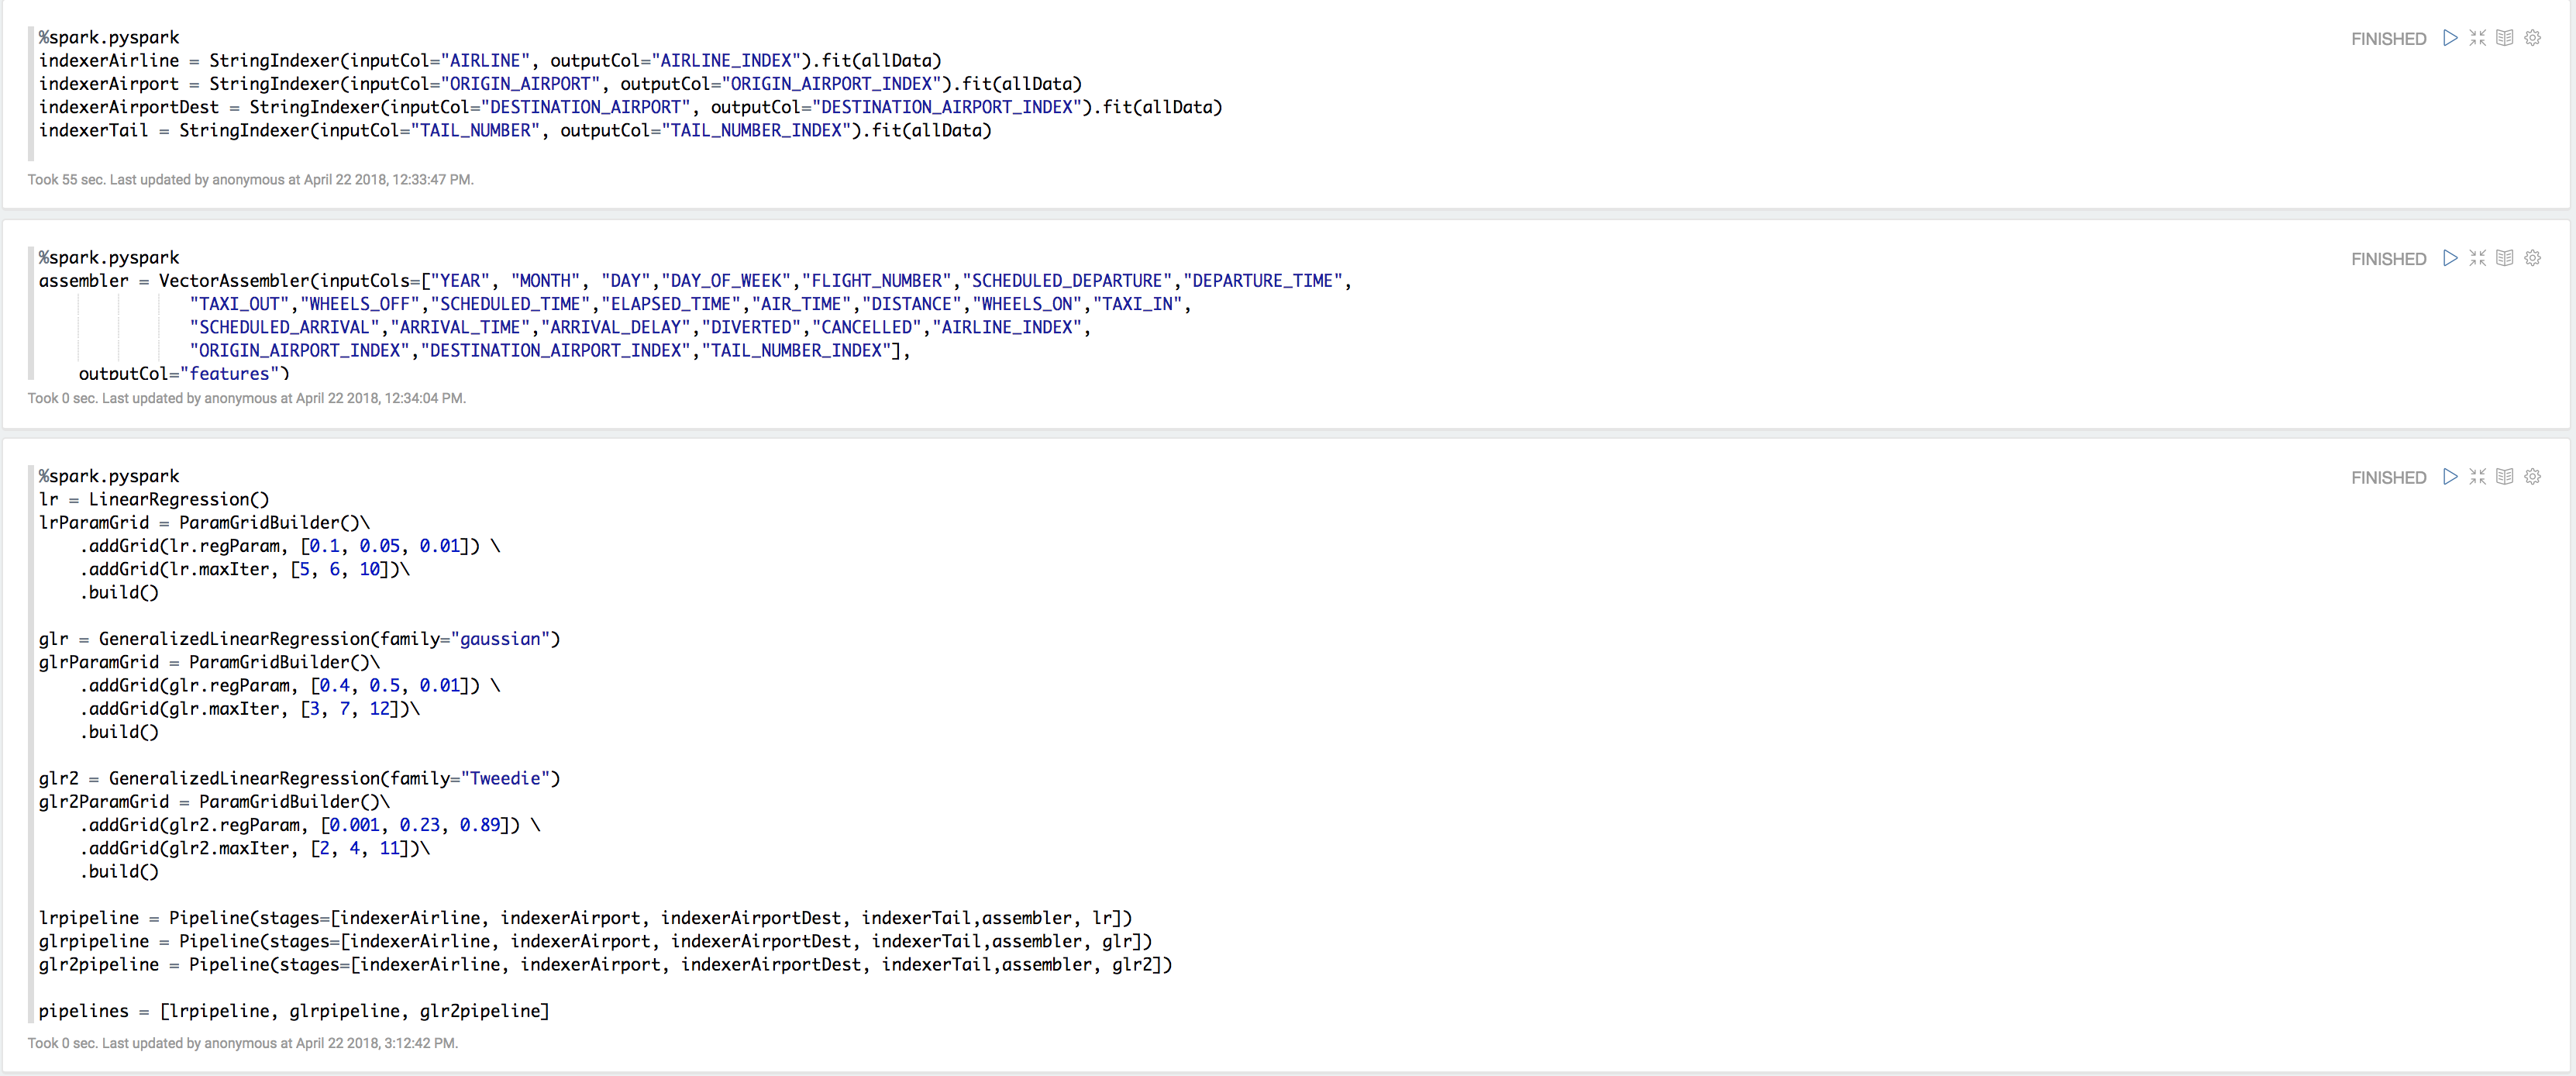 %spark.pyspark
FINISHED
indexerAirline = StringIndexer(inputCol="AIRLINE", outputCol="AIRLINE_INDEX").fit(allData)
indexerAirport = StringIndexer(inputCol="ORIGIN_AIRPORT", outputCol="ORIGIN_AIRPORT_INDEX").fit(allData)
indexerAirportDest = StringIndexer(inputCol="DESTINATION_AIRPORT", outputCol="DESTINATION_AIRPORT_INDEX").fit(allData)
indexerTail = StringIndexer(inputCol="TAIL_NUMBER", outputCol="TAIL_NUMBER_INDEX").fit(allData)
Took 55 sec. Last updated by anonymous at April 22 2018, 12:33:47 PM.
%spark.pyspark
FINISHED
assembler = VectorAssembler(inputCols=["YEAR", "MONTH", "DAY","DAY_OF_WEEK","FLIGHT_NUMBER","SCHEDULED_DEPARTURE","DEPARTURE_TIME",
"TAXI_OUT","WHEELS_OFF","SCHEDULED_TIME","ELAPSED_TIME","AIR_TIME","DISTANCE","WHEELS_ON","TAXI_IN",
"SCHEDULED_ARRIVAL","ARRIVAL_TIME","ARRIVAL_DELAY","DIVERTED","CANCELLED","AIRLINE_INDEX",
"ORIGIN_AIRPORT_INDEX","DESTINATION_AIRPORT_INDEX","TAIL_NUMBER_INDEX"],
outputCol="features")
Took 0 sec. Last updated by anonymous at April 22 2018, 12:34:04 PM.
%spark.pyspark
FINISHED
lr = LinearRegression()
lrParamGrid = ParamGridBuilder()\
.addGrid(lr.regParam, [0.1, 0.05, 0.01]) \
.addGrid(lr.maxIter, [5, 6, 10])\
.build()
glr = GeneralizedLinearRegression(family="gaussian")
glrParamGrid = ParamGridBuilder()\
.addGrid(glr.regParam, [0.4, 0.5, 0.01]) \
.addGrid(glr.maxIter, [3, 7, 12])\
.build()
glr2 = GeneralizedLinearRegression(family="Tweedie")
glr2ParamGrid = ParamGridBuilder()\
.addGrid(glr2.regParam, [0.001, 0.23, 0.89]) \
.addGrid(glr2.maxIter, [2, 4, 11])\
.build()
lrpipeline = Pipeline(stages=[indexerAirline, indexerAirport, indexerAirportDest, indexerTail,assembler, lr])
glrpipeline = Pipeline(stages=[indexerAirline, indexerAirport, indexerAirportDest, indexerTail,assembler, glr])
glr2pipeline = Pipeline(stages=[indexerAirline, indexerAirport, indexerAirportDest, indexerTail,assembler, glr2])
pipelines = [lrpipeline, glrpipeline, glr2pipeline]
Took 0 sec. Last updated by anonymous at April 22 2018, 3:12:42 PM.